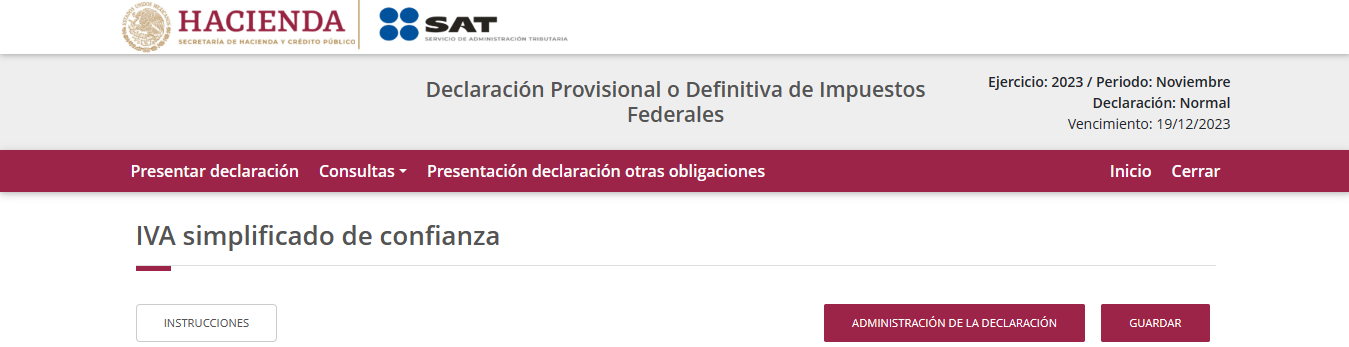 HACIENDA
SECRETARÍA DE HACIENDA Y CRÉDITO PÚBLICO
SAT
SERVICIO DE ADMINISTRACIÓN TRIBUTARIA
Declaración Provisional o Definitiva de Impuestos
Federales
Ejercicio: 2023 / Periodo: Noviembre
Declaración: Normal
Vencimiento: 19/12/2023
Presentar declaración Consultas Presentación declaración otras obligaciones Inicio Cerrar
IVA simplificado de confianza
INSTRUCCIONES ADMINISTRACIÓN DE LA DECLARACIÓN GUARDAR